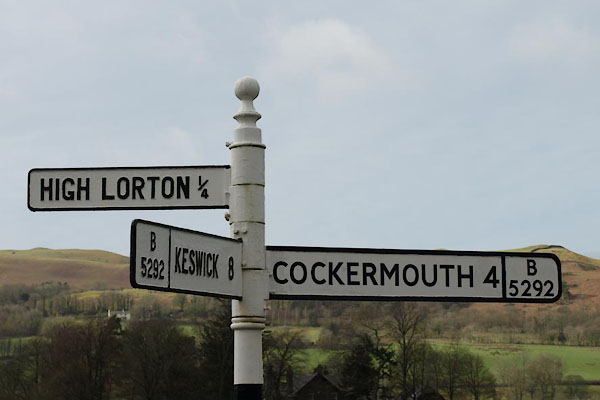 HIGH LORTON ¼
B 5292 KESWICK 8
COCKERMOUTH 4 B 5292